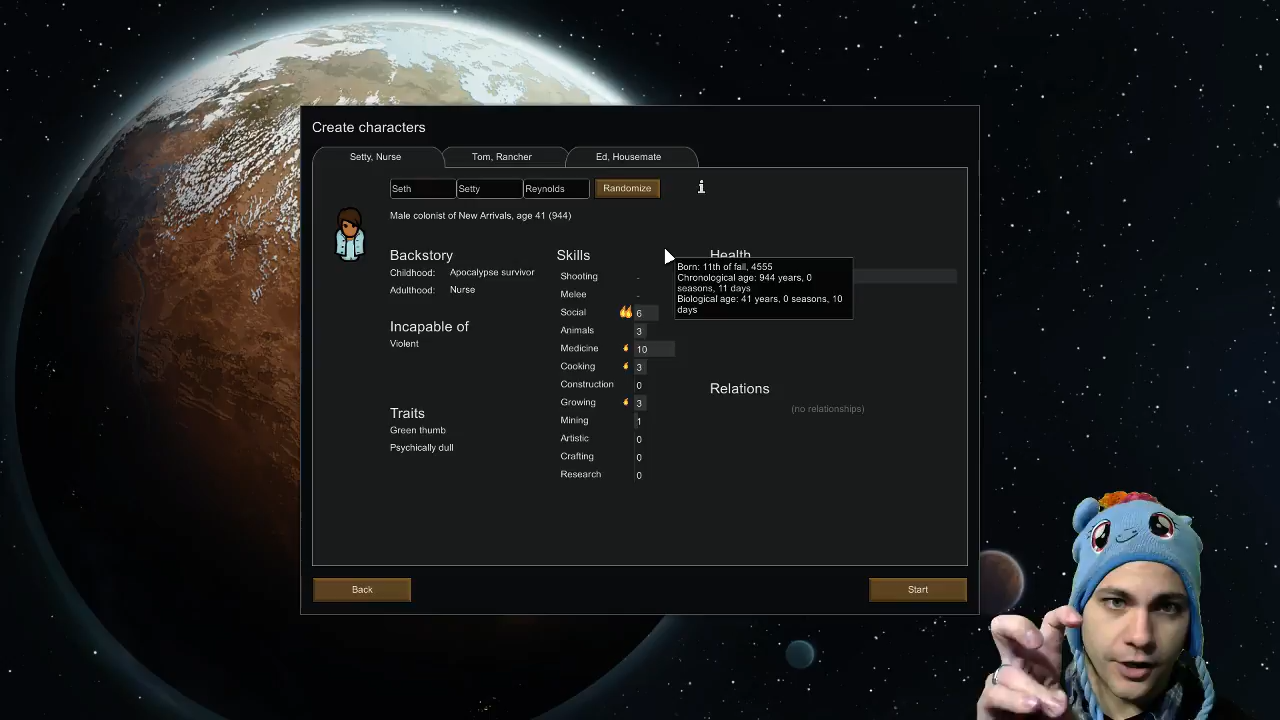 Create characters
Setty, Nurse
Tom, Rancher
Ed, Housemate
Seth
Setty
Reynolds
Randomize
i
Male colonist of New Arrivals, age 41 (944)
Backstory
Childhood: Apocalypse survivor
Adulthood: Nurse
Incapable of
Violent
Traits
Green thumb
Psychically dull
Skills
Shooting -
Melee -
Social 6
Animals 3
Medicine 10
Cooking 3
Construction 0
Growing 3
Mining 1
Artistic 0
Crafting 0
Research 0
Health
Born: 11th of fall, 4555
Chronological age: 944 years, 0
seasons, 11 days
Biological age: 41 years, 0 seasons, 10
days
Relations
(no relationships)
Back
Start